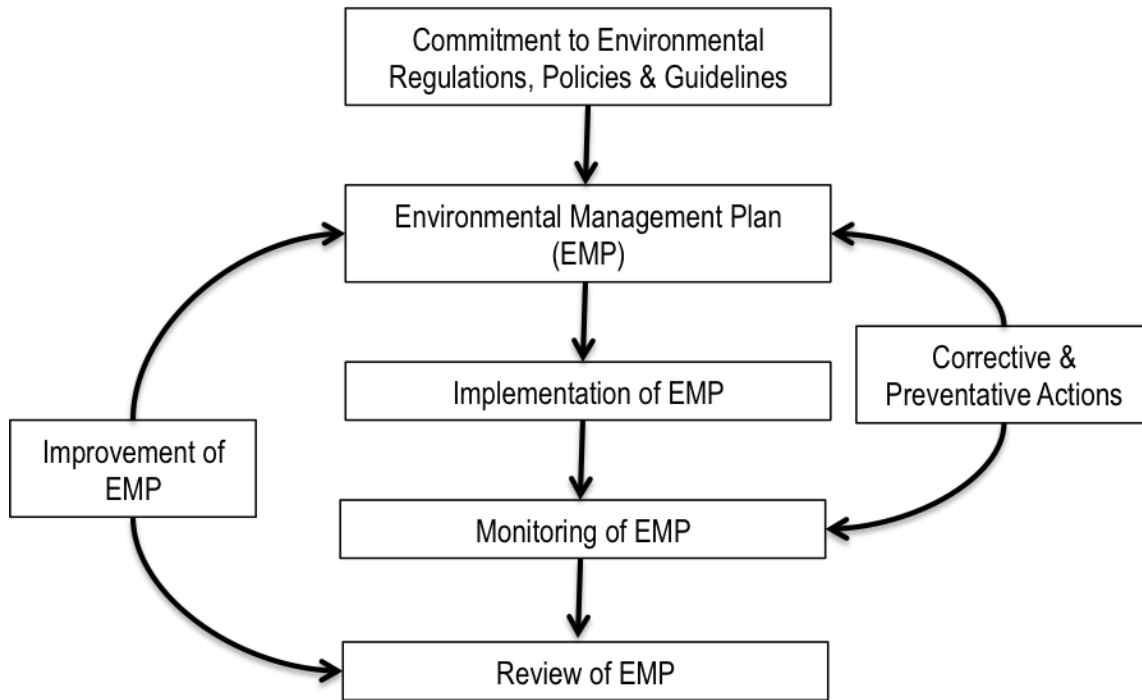 Commitment to Environmental
Regulations, Policies & Guidelines
Environmental Management Plan
(EMP)
Implementation of EMP
Corrective &
Preventative Actions
Improvement of
EMP
Monitoring of EMP
Review of EMP